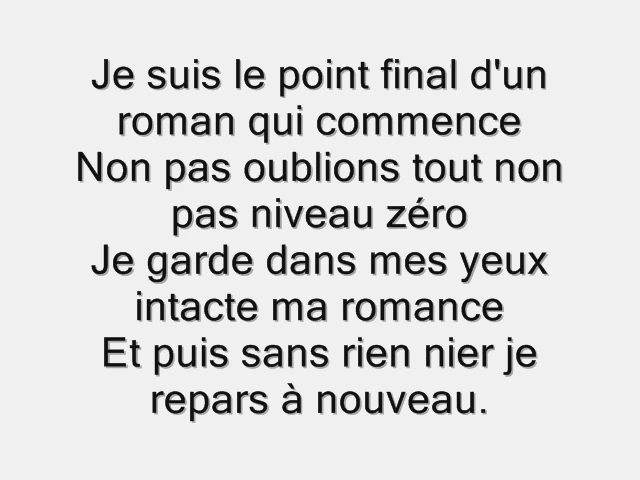 Je suis le point final d'un
roman qui commence
Non pas oublions tout non
pas niveau zéro
Je garde dans mes yeux
intacte ma romance
Et puis sans rien nier je
repars à nouveau.